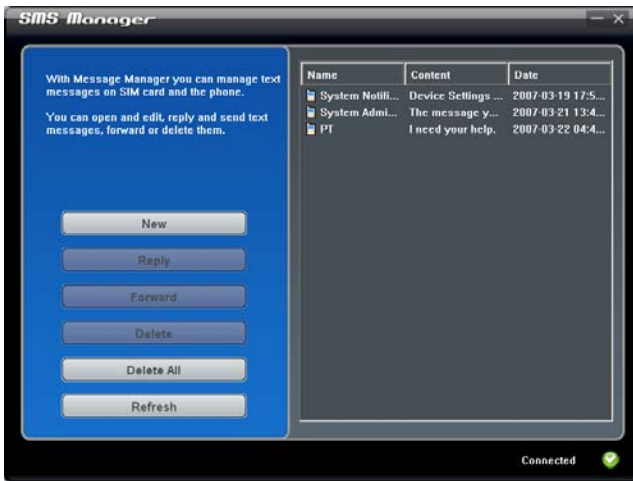 SMS Manager
With Message Manager you can manage text
messages on SIM card and the phone.
You can open and edit, reply and send text
messages, forward or delete them.
New
Reply
Forward
Delete
Delete All
Refresh
Name Content Date
System Notifi... Device Settings ... 2007-03-19 17:5...
System Admi... The message y... 2007-03-21 13:4...
PT I need your help. 2007-03-22 04:4...
Connected